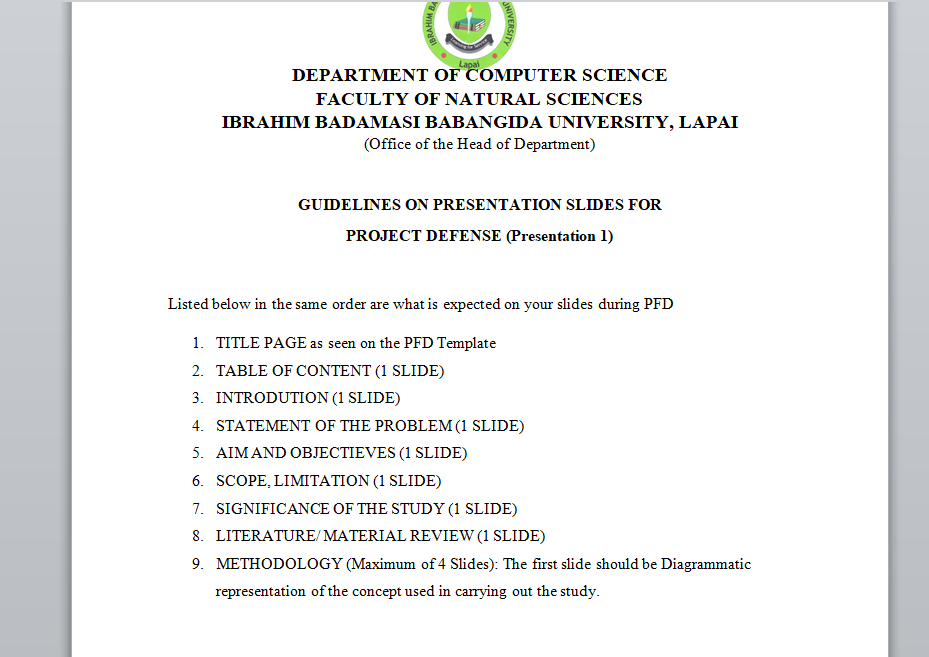 IBRAHIM BA
UNIVERSITY
Lapai
DEPARTMENT OF COMPUTER SCIENCE
FACULTY OF NATURAL SCIENCES
IBRAHIM BADAMASI BABANGIDA UNIVERSITY, LAPAI
(Office of the Head of Department)
GUIDELINES ON PRESENTATION SLIDES FOR
PROJECT DEFENSE (Presentation 1)
Listed below in the same order are what is expected on your slides during PFD
1. TITLE PAGE as seen on the PFD Template
2. TABLE OF CONTENT (1 SLIDE)
3. INTRODUTION (1 SLIDE)
4. STATEMENT OF THE PROBLEM (1 SLIDE)
5. AIM AND OBJECTIEVES (1 SLIDE)
6. SCOPE, LIMITATION (1 SLIDE)
7. SIGNIFICANCE OF THE STUDY (1 SLIDE)
8. LITERATURE/ MATERIAL REVIEW (1 SLIDE)
9. METHODOLOGY (Maximum of 4 Slides): The first slide should be Diagrammatic
representation of the concept used in carrying out the study.